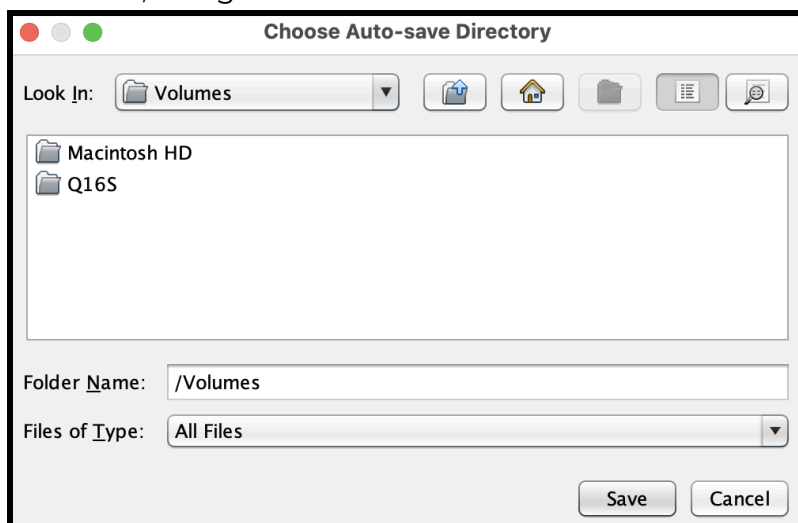 Choose Auto-save Directory
Look In: Volumes
Macintosh HD
Q16S
Folder Name: /Volumes
Files of Type: All Files
Save Cancel